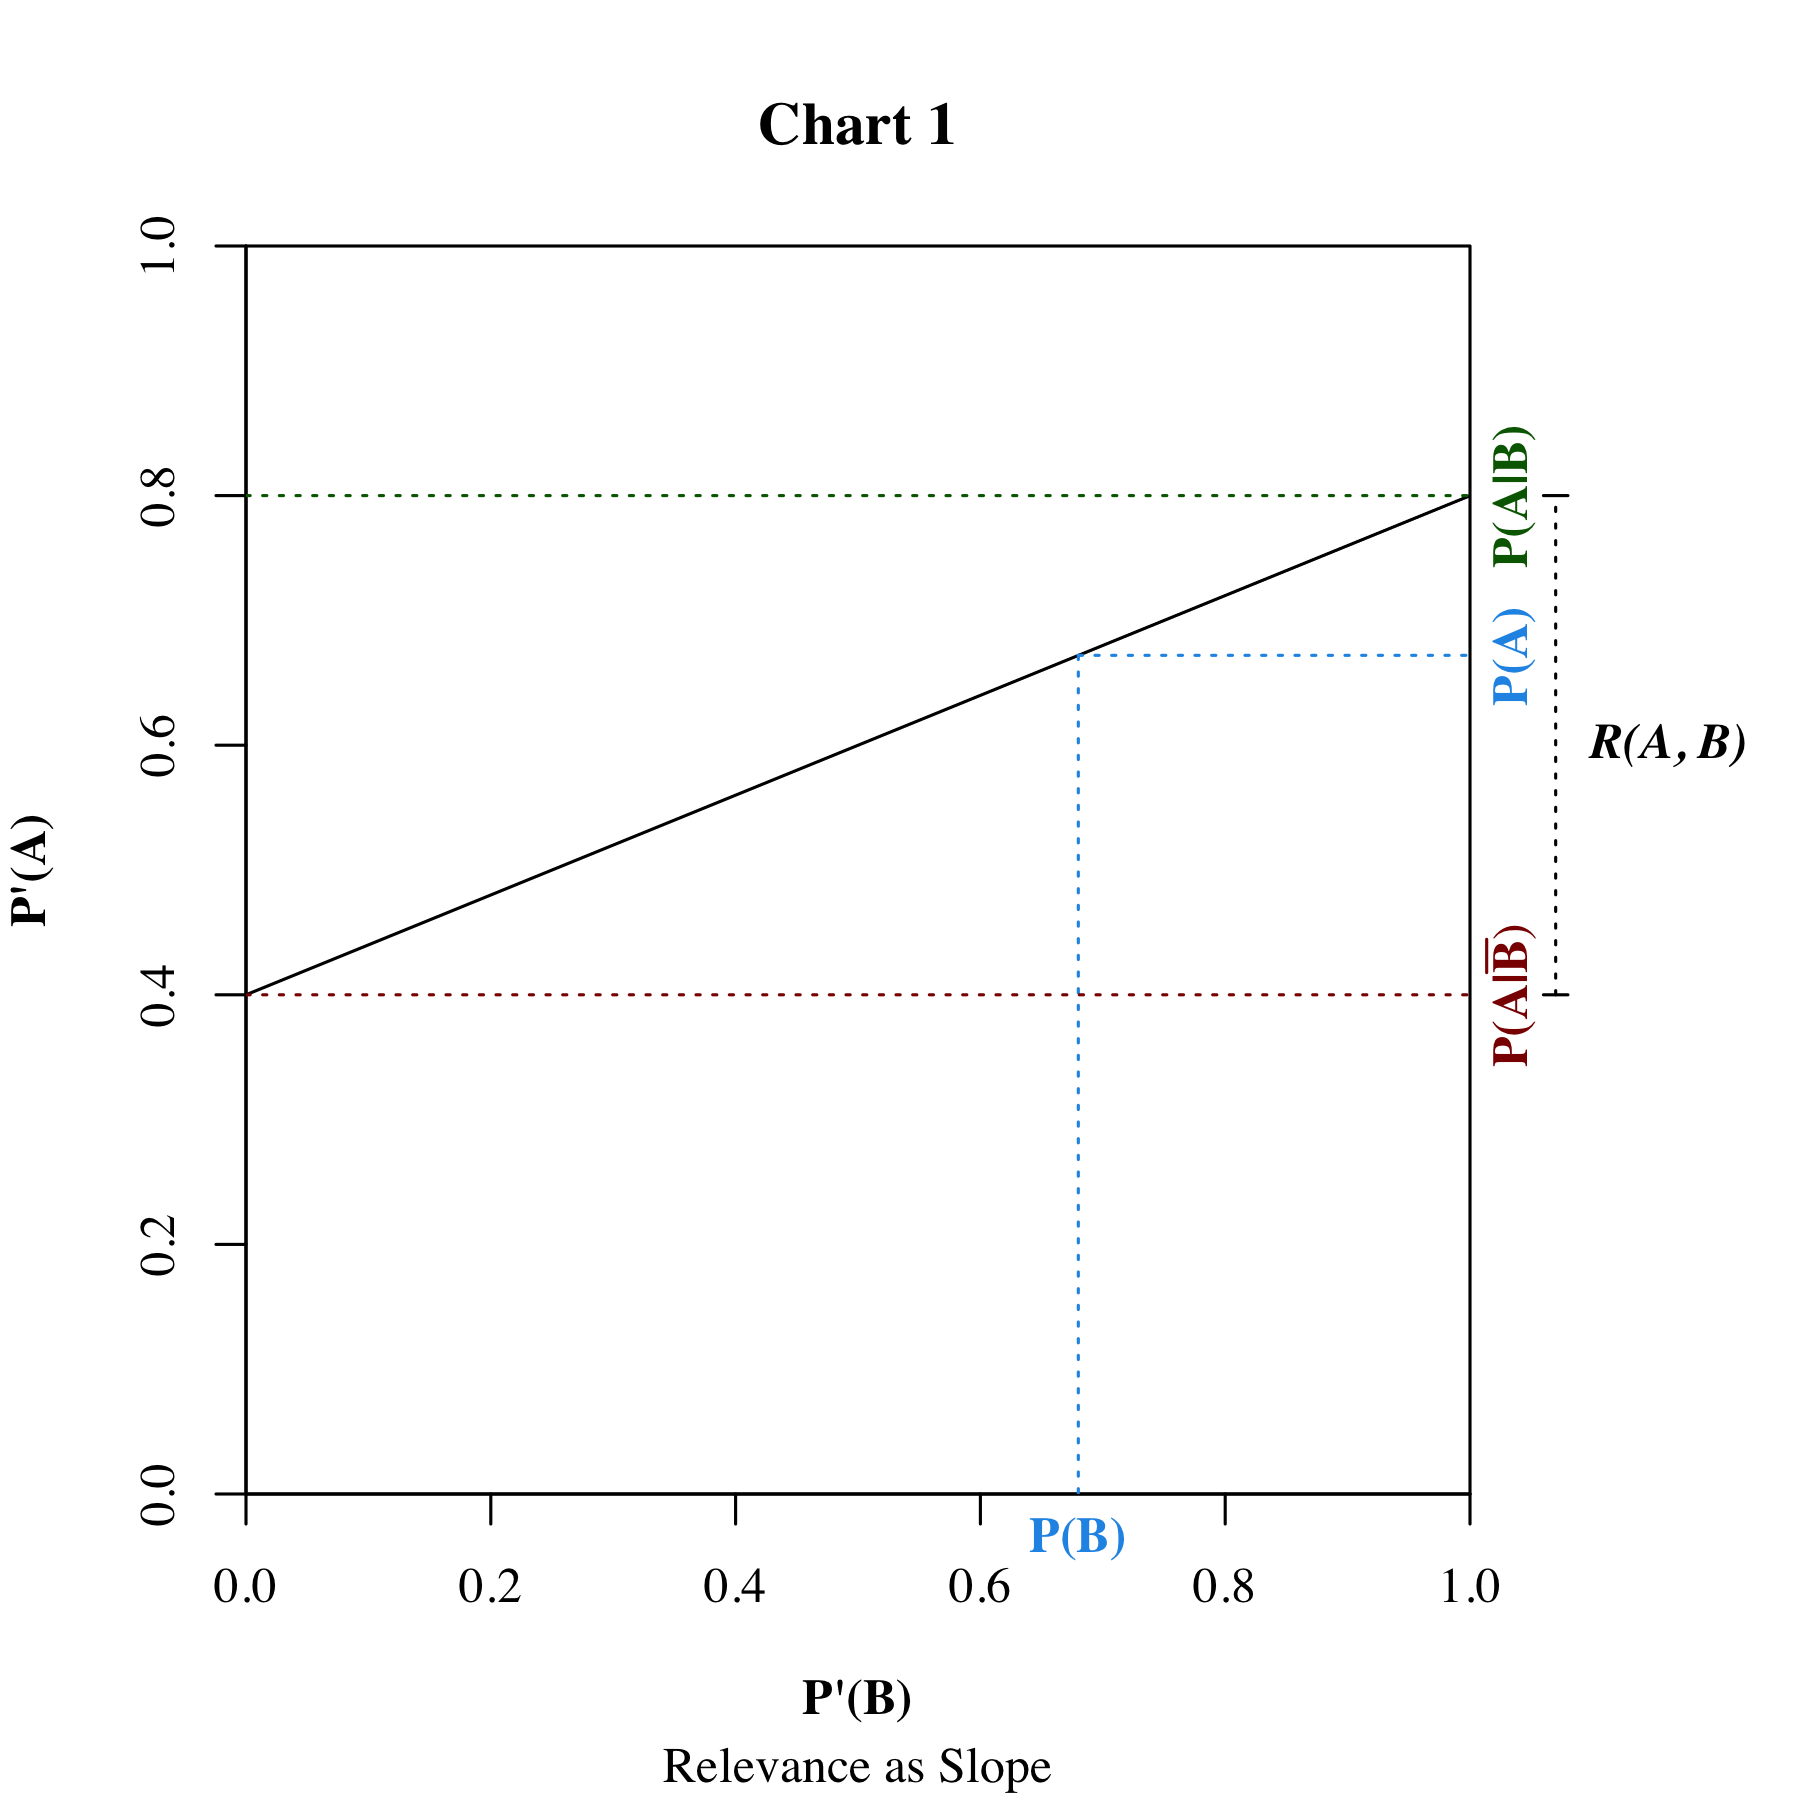 Chart 1
1.0
0.8
0.6
0.4
0.2
0.0
P'(A)
P(A|B)
P(A)
R(A, B)
P(A|B̅)
P(B)
0.0 0.2 0.4 0.6 0.8 1.0
P'(B)
Relevance as Slope